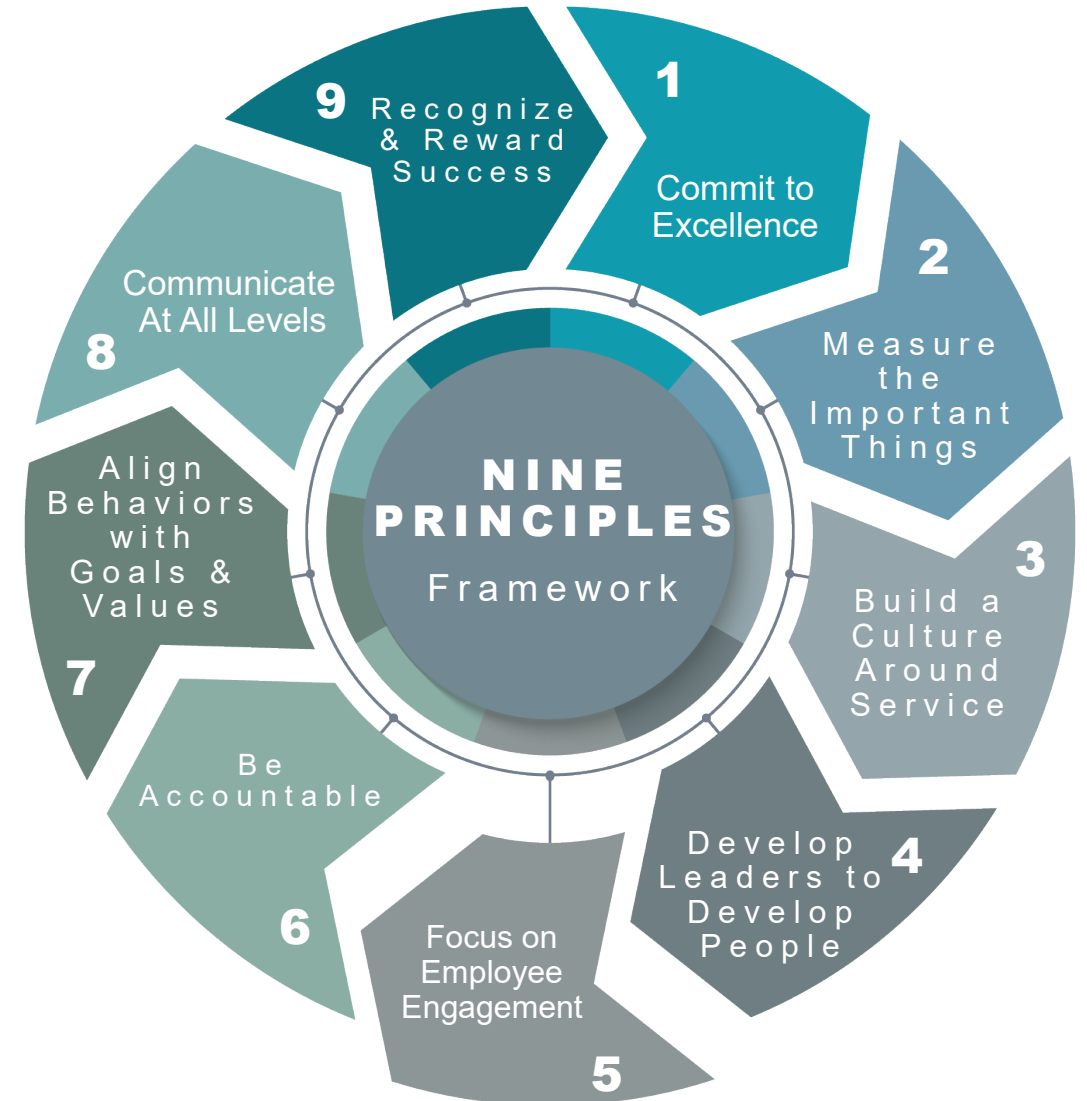 NINE
PRINCIPLES
Framework
1
Commit to
Excellence
2
Measure
the
Important
Things
3
Build a
Culture
Around
Service
4
Develop
Leaders to
Develop
People
5
Focus on
Employee
Engagement
6
Be
Accountable
7
Align
Behaviors
with
Goals &
Values
8
Communicate
At All Levels
9
Recognize
& Reward
Success